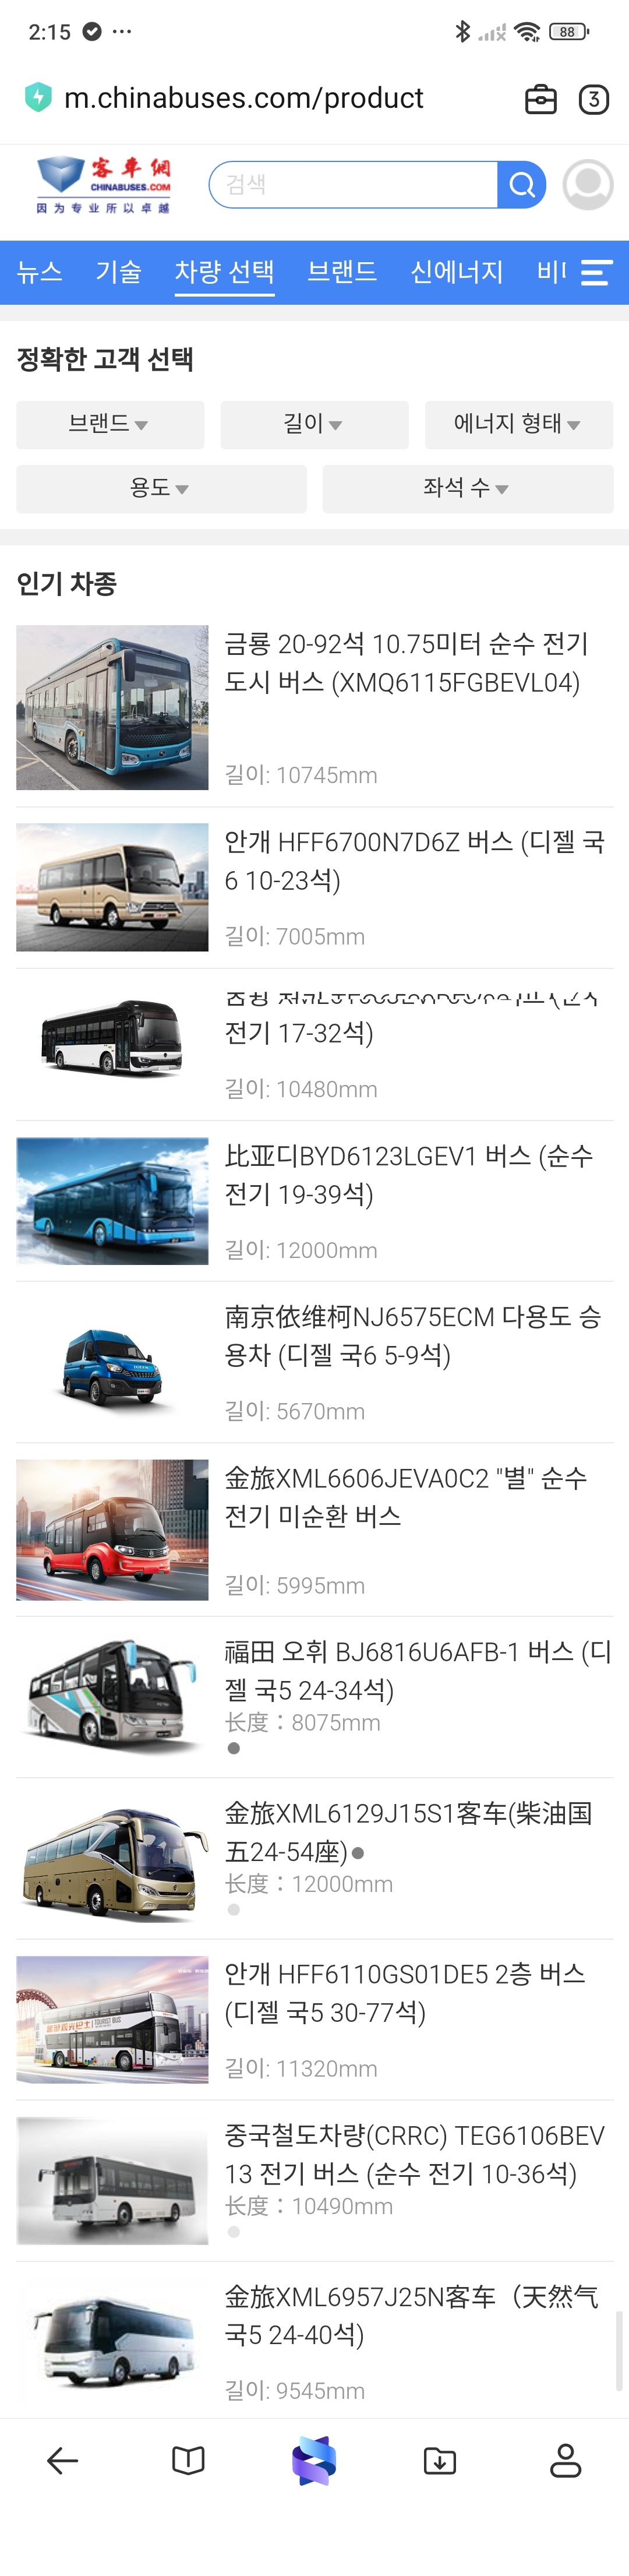 2:15
88
m.chinabuses.com/product
3
客車網
CHINABUSES.COM
因为专业所以卓越
검색
뉴스 기술 차량 선택 브랜드 신에너지
정확한 고객 선택
브랜드 길이 에너지 형태
용도 좌석 수
인기 차종
금룡 20-92석 10.75미터 순수 전기
도시 버스 (XMQ6115FGBEVL04)
길이: 10745mm
안개 HFF6700N7D6Z 버스 (디젤 국
6 10-23석)
길이: 7005mm
전기 17-32석)
길이: 10480mm
比亚디BYD6123LGEV1 버스 (순수
전기 19-39석)
길이: 12000mm
南京依维柯NJ6575ECM 다용도 승
용차 (디젤 국6 5-9석)
길이: 5670mm
金旅XML6606JEVA0C2 "별" 순수
전기 미순환 버스
길이: 5995mm
福田 오휘 BJ6816U6AFB-1 버스 (디
젤 국5 24-34석)
长度：8075mm
金旅XML6129J15S1客车(柴油国
五24-54座)
长度：12000mm
안개 HFF6110GS01DE5 2층 버스
(디젤 국5 30-77석)
길이: 11320mm
TOURIST BUS
중국철도차량(CRRC) TEG6106BEV
13 전기 버스 (순수 전기 10-36석)
长度：10490mm
金旅XML6957J25N客车（天然气
국5 24-40석)
길이: 9545mm